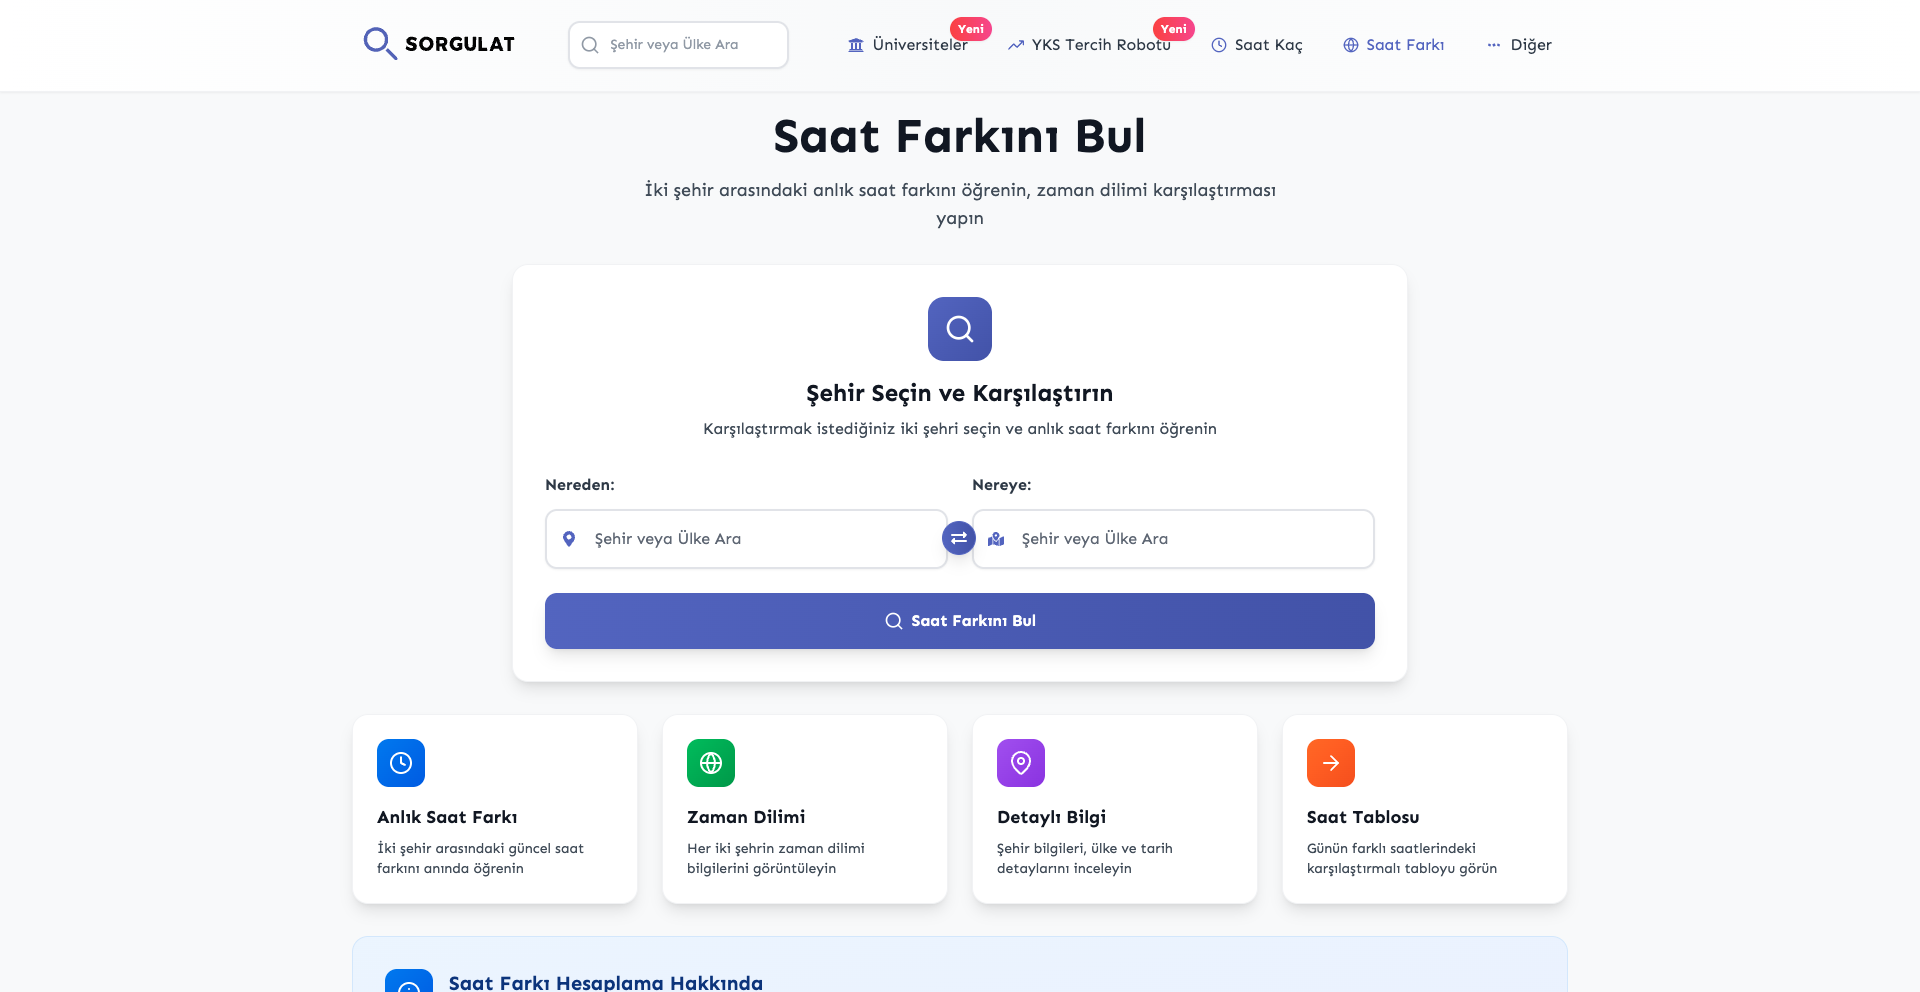 SORGULAT
Şehir veya Ülke Ara
Üniversiteler
Yeni
YKS Tercih Robotu
Yeni
Saat Kaç
Saat Farkı
Diğer
Saat Farkını Bul
İki şehir arasındaki anlık saat farkını öğrenin, zaman dilimi karşılaştırması
yapın
Şehir Seçin ve Karşılaştırın
Karşılaştırmak istediğiniz iki şehri seçin ve anlık saat farkını öğrenin
Nereden:
Şehir veya Ülke Ara
Nereye:
Şehir veya Ülke Ara
Saat Farkını Bul
Anlık Saat Farkı
İki şehir arasındaki güncel saat
farkını anında öğrenin
Zaman Dilimi
Her iki şehrin zaman dilimi
bilgilerini görüntüleyin
Detaylı Bilgi
Şehir bilgileri, ülke ve tarih
detaylarını inceleyin
Saat Tablosu
Günün farklı saatlerindeki
karşılaştırmalı tabloyu görün
Saat Farkı Hesaplama Hakkında